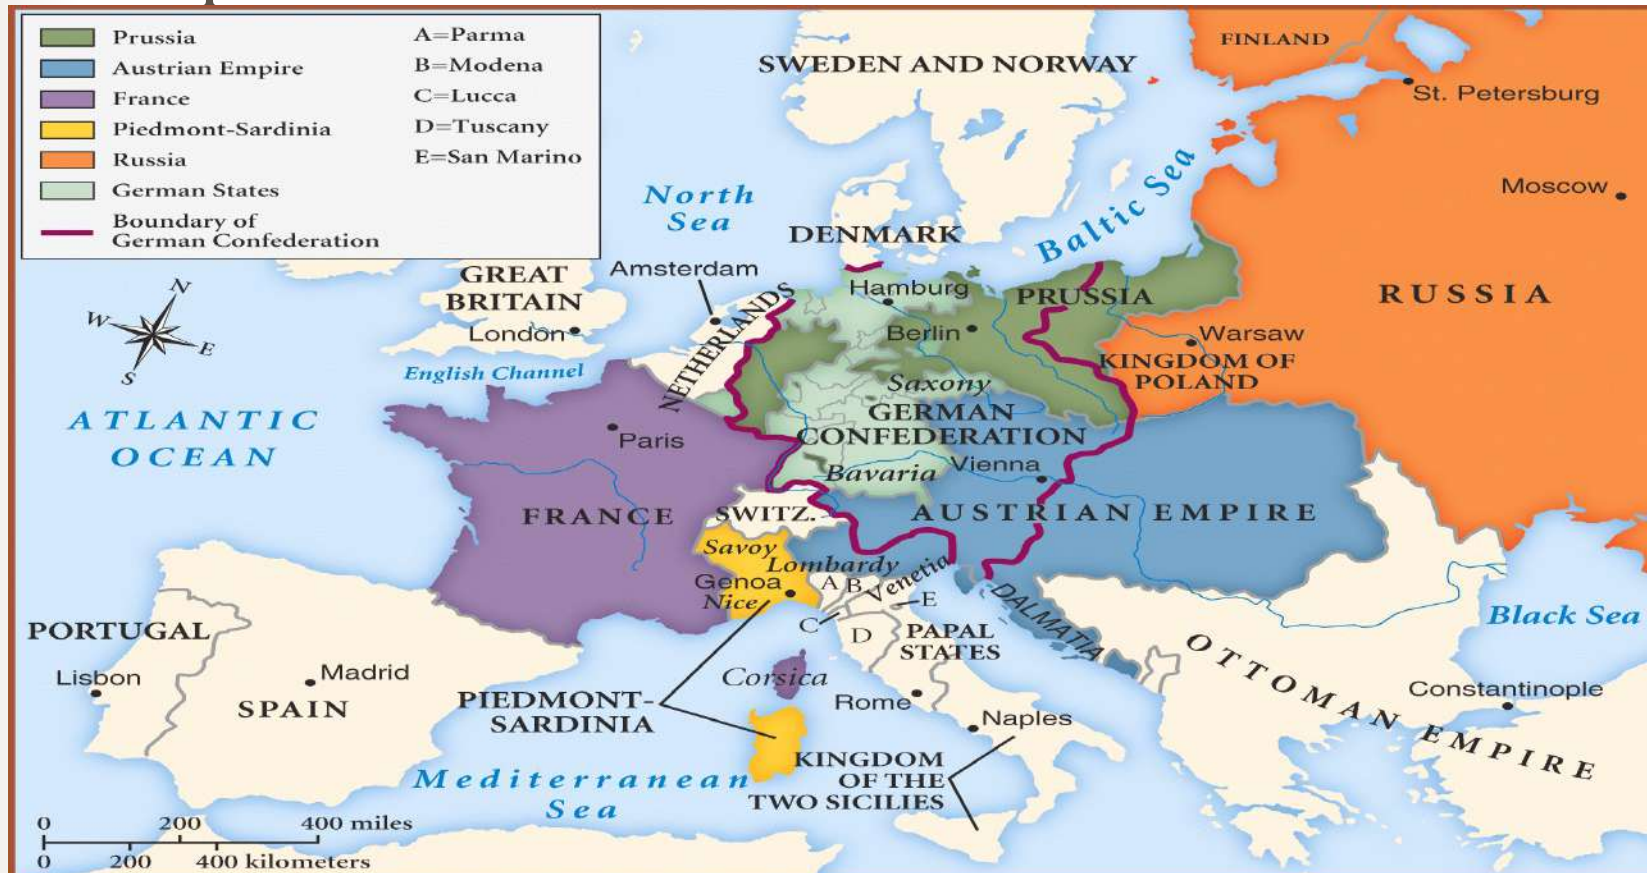 Prussia
Austrian Empire
France
Piedmont-Sardinia
Russia
German States
Boundary of
German Confederation
A=Parma
B=Modena
C=Lucca
D=Tuscany
E=San Marino
SWEDEN AND NORWAY
FINLAND
St. Petersburg
Moscow
North
Sea
Baltic Sea
DENMARK
N
W
E
S
GREAT
BRITAIN
London
Amsterdam
NETHERLANDS
Hamburg
Berlin
PRUSSIA
RUSSIA
Warsaw
KINGDOM OF
POLAND
English Channel
ATLANTIC
OCEAN
Paris
Saxony
GERMAN
CONFEDERATION
Bavaria
Vienna
FRANCE
SWITZ.
AUSTRIAN EMPIRE
Savoy
Lombardy
Venetia
Genoa
Nice
A
B
C
D
E
DALMATIA
Black Sea
PORTUGAL
Lisbon
Madrid
SPAIN
PAPAL
STATES
Corsica
PIEDMONT-
SARDINIA
Rome
Naples
OTTOMAN EMPIRE
Constantinople
KINGDOM
OF THE
TWO SICILIES
Mediterranean
Sea
0 200 400 miles
0 200 400 kilometers